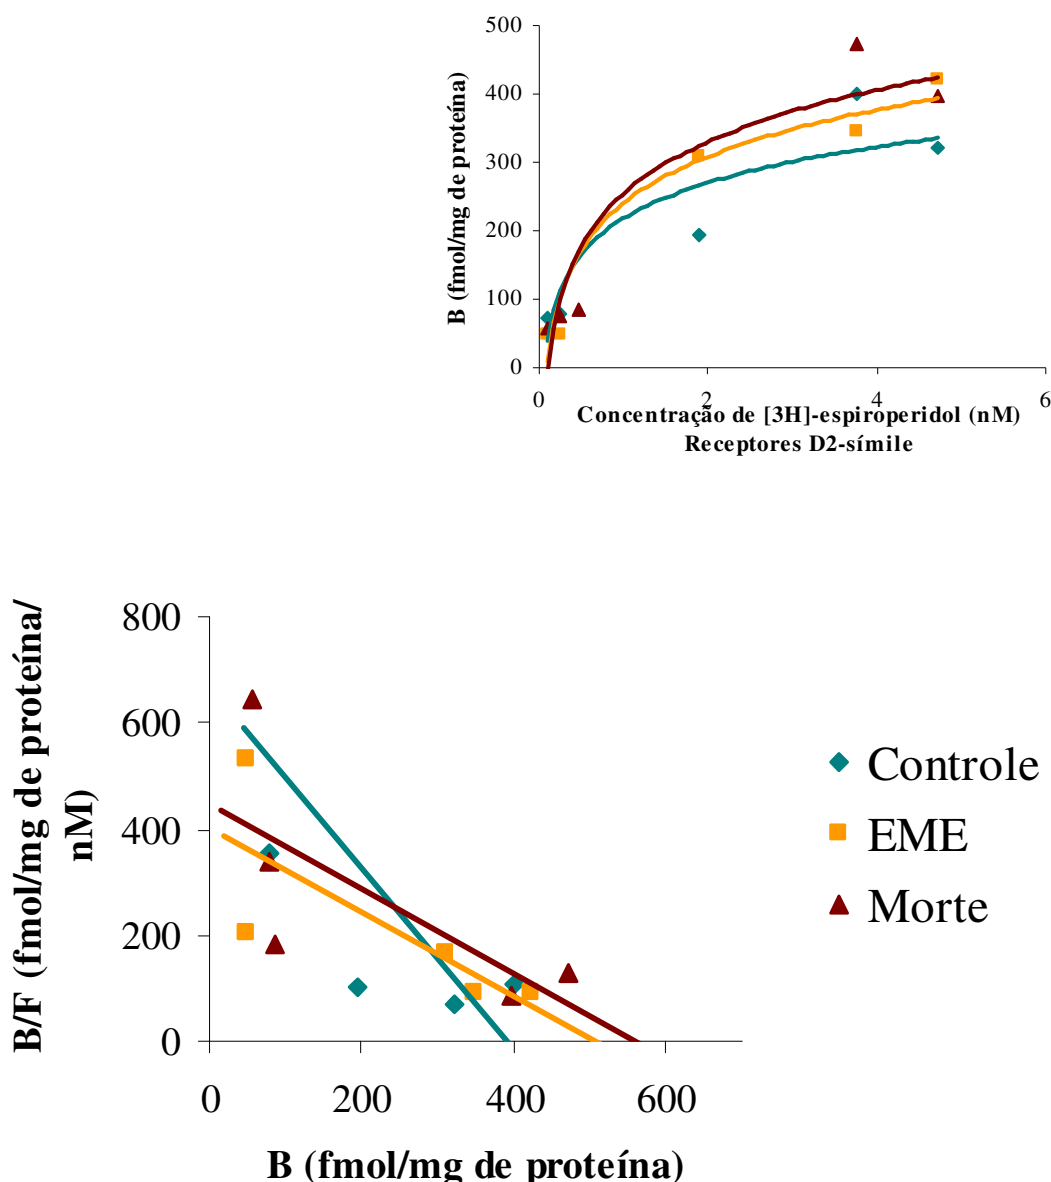 500
400
300
200
100
0
B (fmol/mg de proteína)
0
2
4
6
Concentração de [3H]-espiroperidol (nM)
Receptores D2-símile
B/F (fmol/mg de proteína/
nM)
800
600
400
200
0
0
200
400
600
B (fmol/mg de proteína)
Controle
EME
Morte